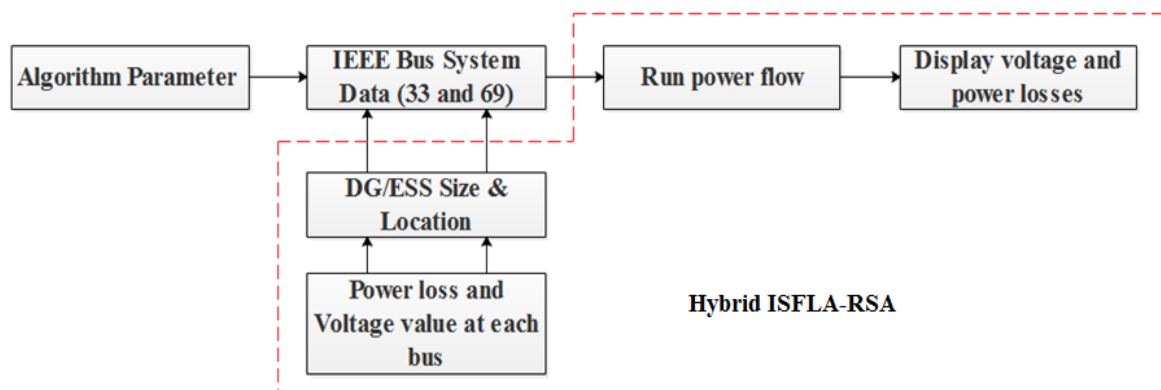 Algorithm Parameter
IEEE Bus System
Data (33 and 69)
Run power flow
Display voltage and
power losses
DG/ESS Size &
Location
Power loss and
Voltage value at each
bus
Hybrid ISFLA-RSA